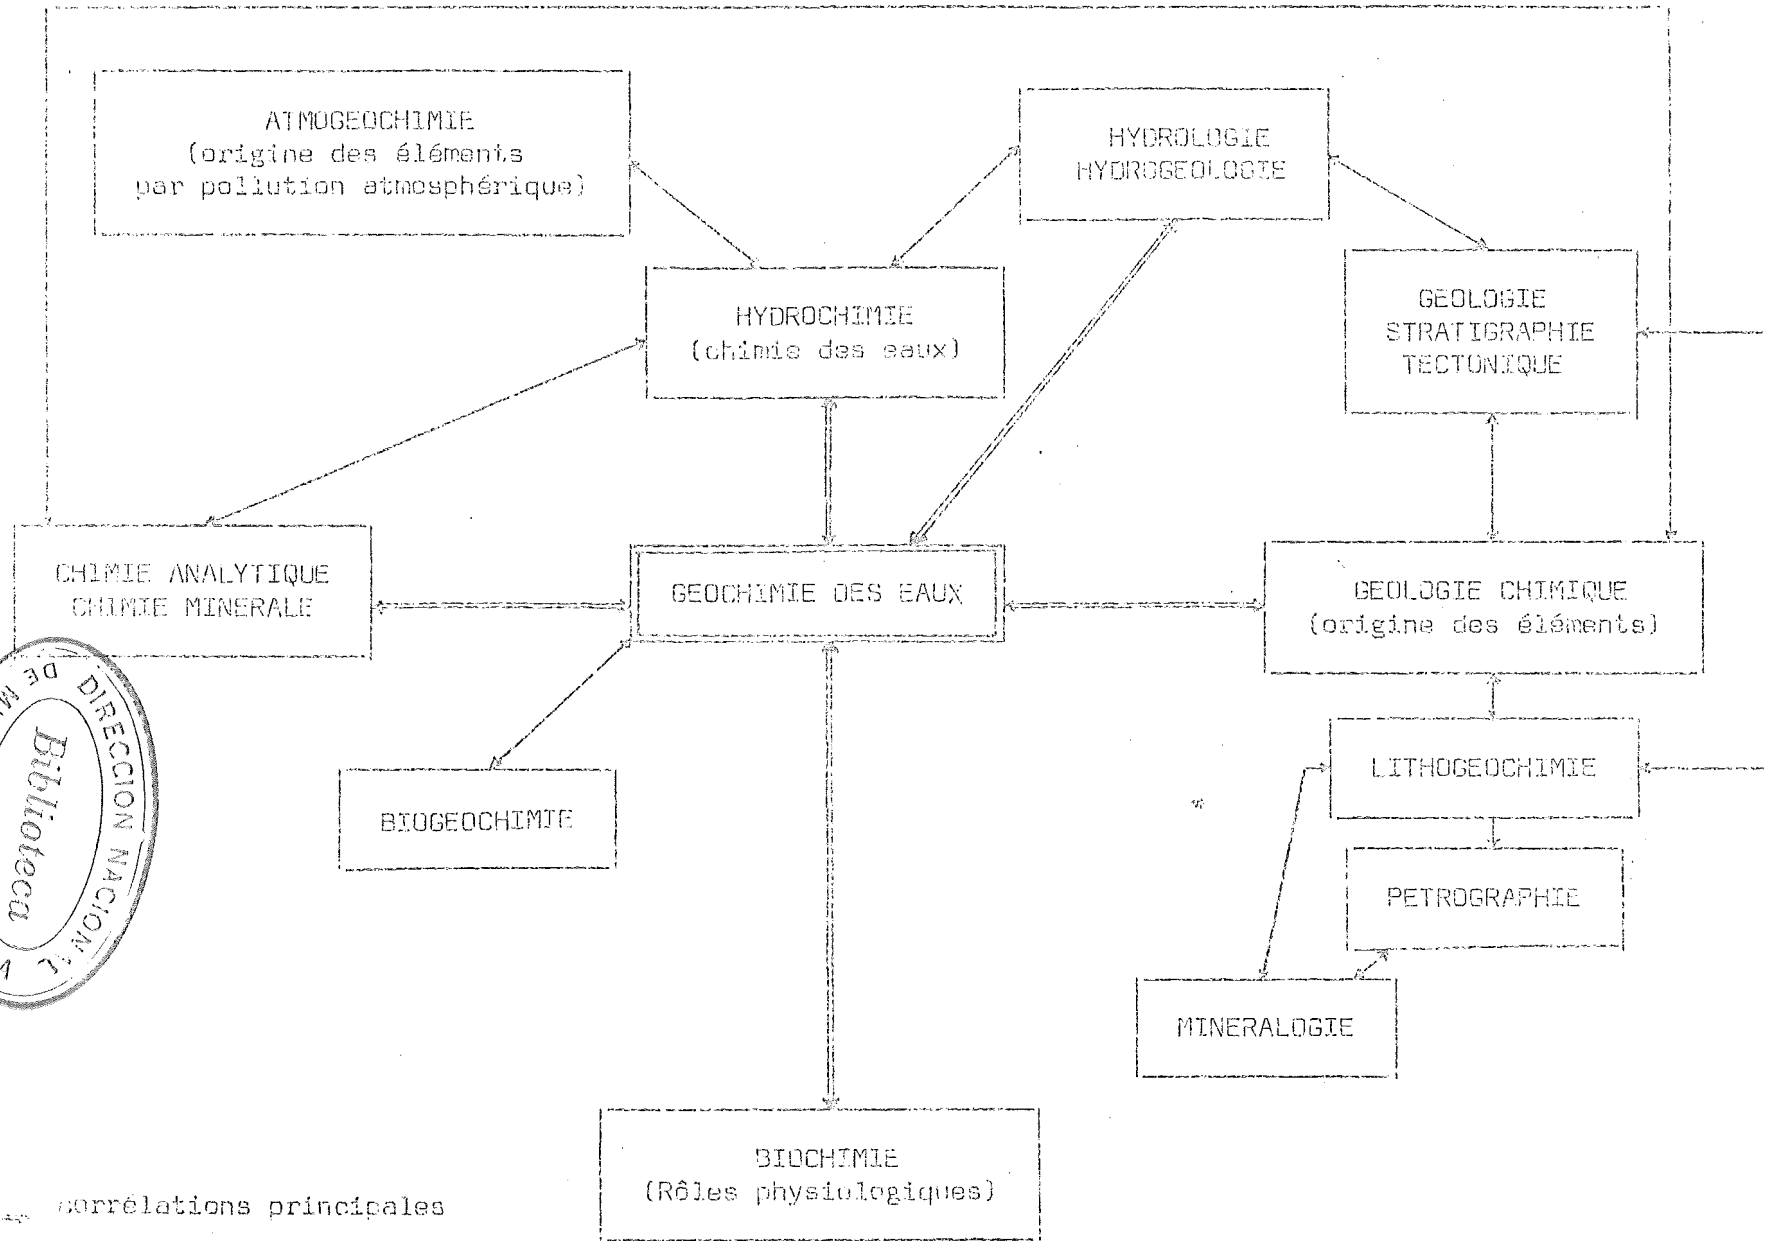 ATMOGEOCHIMIE
(origine des éléments
par pollution atmosphérique)
HYDROLOGIE
HYDROGEOLOGIE
HYDROCHIMIE
(chimie des eaux)
GEOLOGIE
STRATIGRAPHIE
TECTONIQUE
CHIMIE ANALYTIQUE
CHIMIE MINERALE
GEOCHIMIE DES EAUX
GEOLOGIE CHIMIQUE
(origine des éléments)
LITHOGEOCHIMIE
BIOGEOCHIMIE
PETROGRAPHIE
MINERALOGIE
BIOCHIMIE
(Rôles physiologiques)
corrélations principales
DIRECCION NACIONAL DE
Biblioteca